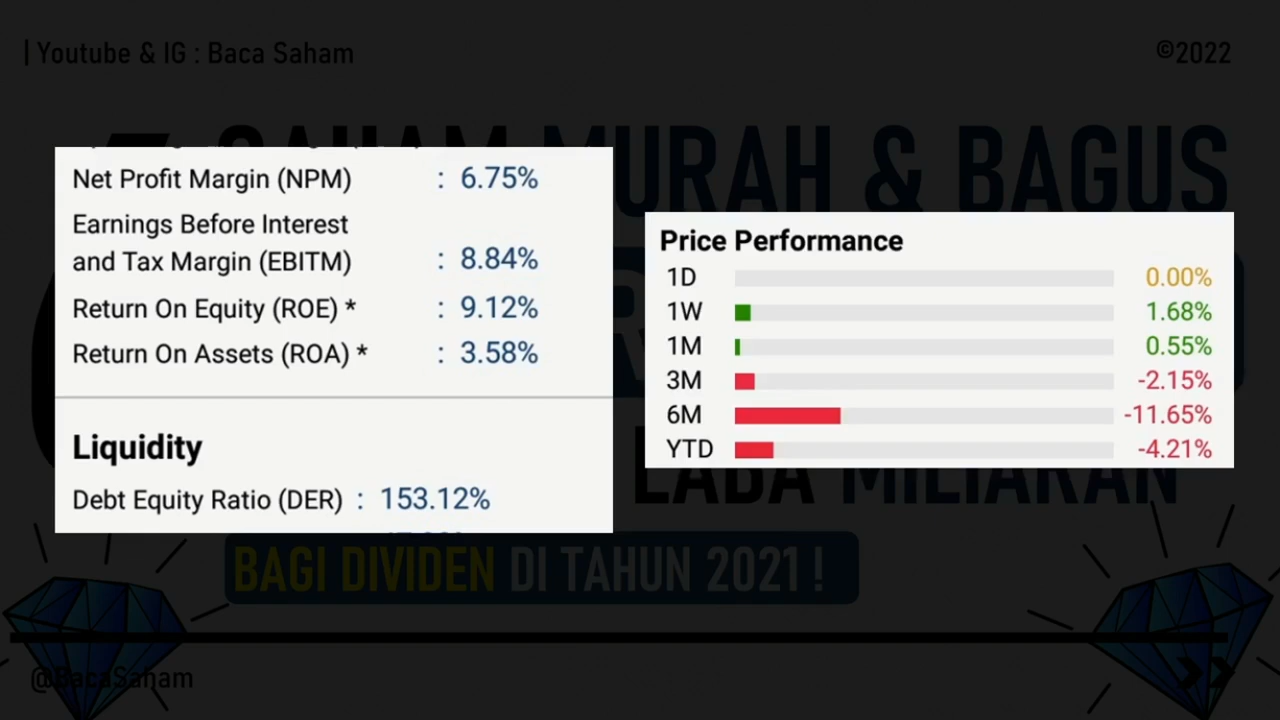 | Youtube & IG : Baca Saham
©2022
SAHAM MURAH & BAGUS
Net Profit Margin (NPM) : 6.75%
Earnings Before Interest
and Tax Margin (EBITM) : 8.84%
Return On Equity (ROE) * : 9.12%
Return On Assets (ROA) * : 3.58%
Liquidity
Debt Equity Ratio (DER) : 153.12%
Price Performance
1D 0.00%
1W 1.68%
1M 0.55%
3M -2.15%
6M -11.65%
YTD -4.21%
LABA MILIARAN
BAGI DIVIDEN DI TAHUN 2021 !
@BacaSaham